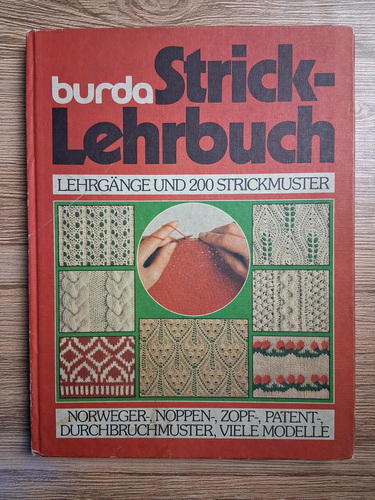 burda Strick-
Lehrbuch
LEHRGÄNGE UND 200 STRICKMUSTER
NORWEGER-, NOPPEN-, ZOPF-, PATENT-,
DURCHBRUCHMUSTER, VIELE MODELLE